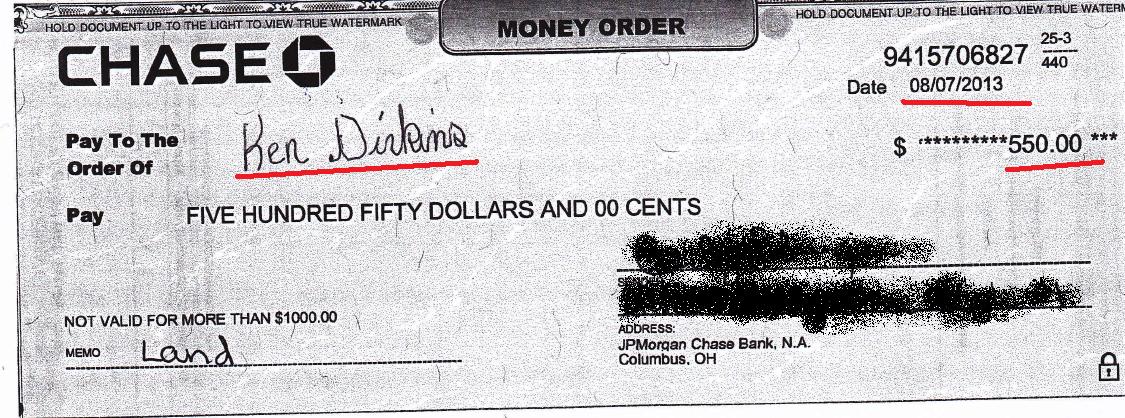 HOLD DOCUMENT UP TO THE LIGHT TO VIEW TRUE WATERMARK
MONEY ORDER
HOLD DOCUMENT UP TO THE LIGHT TO VIEW TRUE WATERM
CHASE
9415706827 25-3
440
Date 08/07/2013
Pay To The
Order Of Ken Dirkins
$ **********550.00 ***
Pay FIVE HUNDRED FIFTY DOLLARS AND 00 CENTS
NOT VALID FOR MORE THAN $1000.00
MEMO Land
ADDRESS:
JPMorgan Chase Bank, N.A.
Columbus, OH